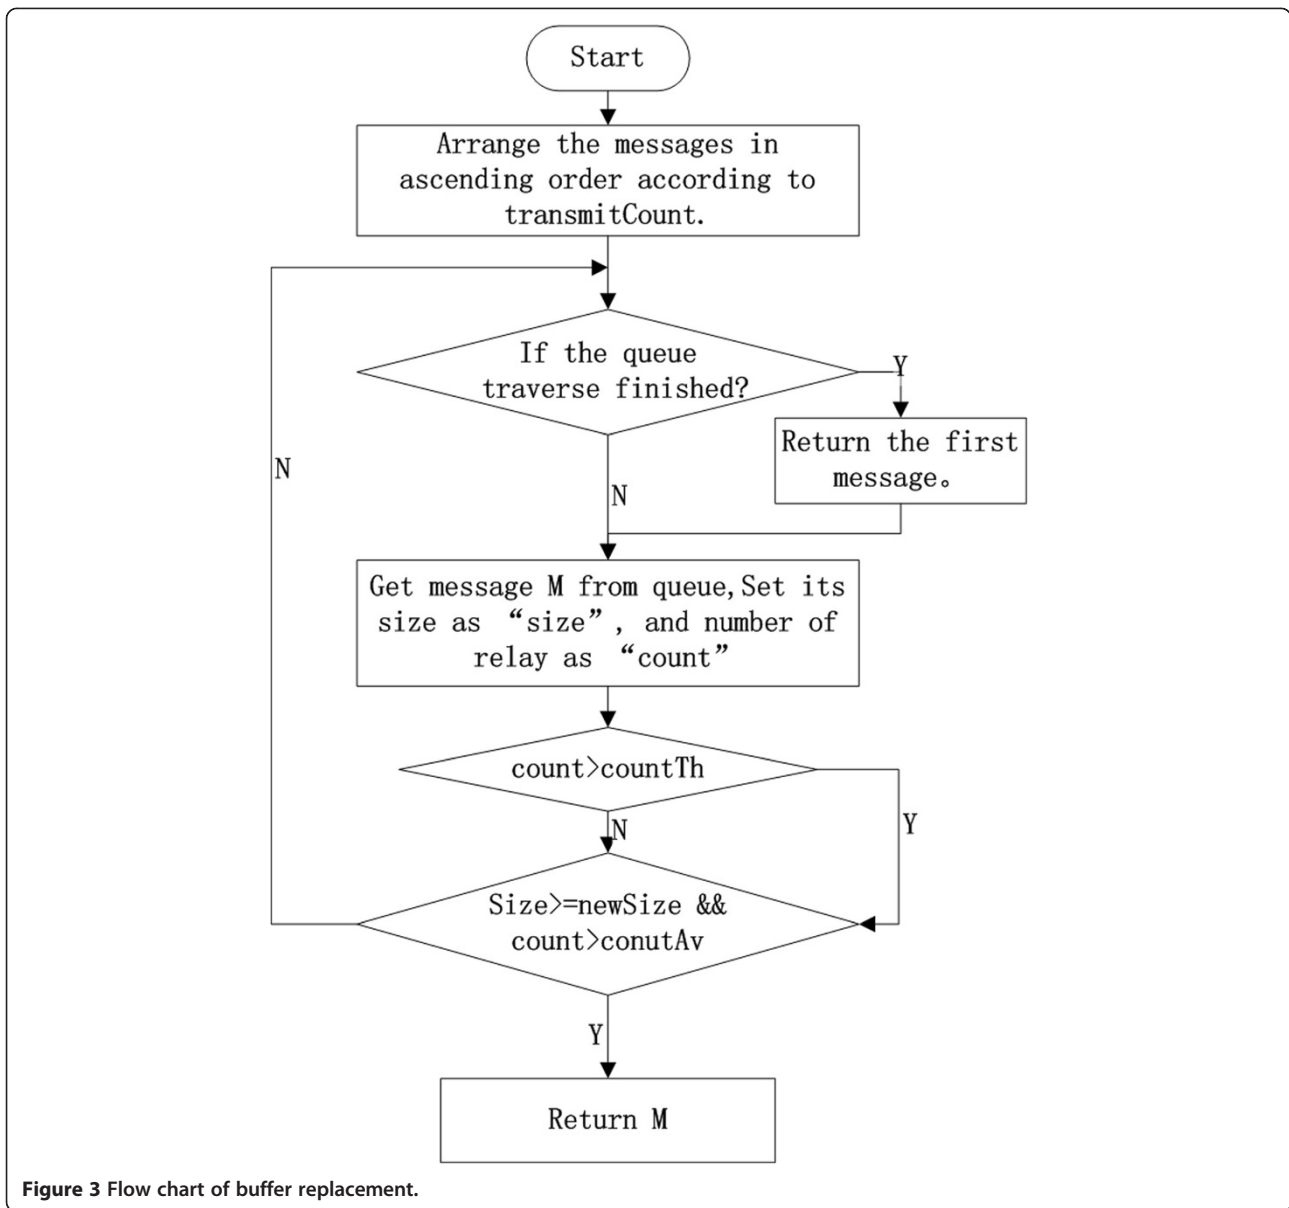 Start
Arrange the messages in
ascending order according to
transmitCount.
If the queue
traverse finished?
Y
Return the first
message。
N
N
Get message M from queue,Set its
size as “size”, and number of
relay as “count”
count>countTh
N
Y
Size>=newSize &&
count>conutAv
Y
Return M
Figure 3 Flow chart of buffer replacement.